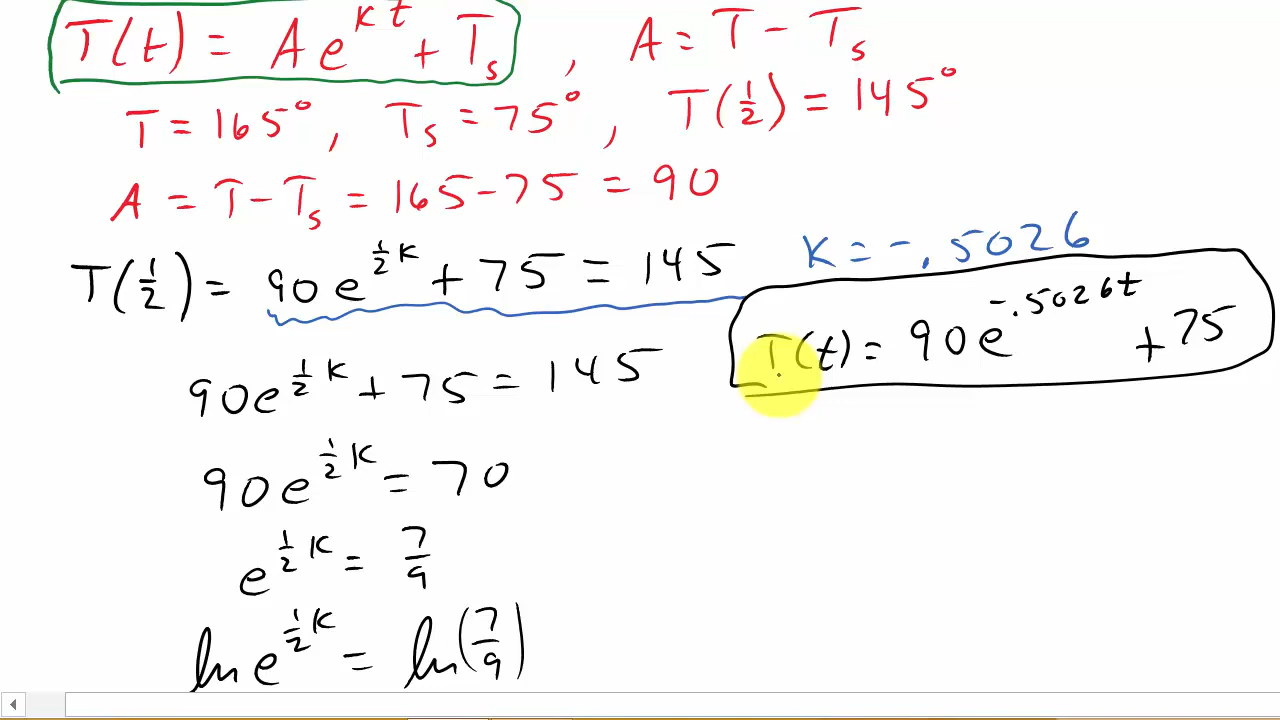 T(t) = Ae^{kt} + T_s , A = T - T_s
T = 165° , T_s = 75° , T(1/2) = 145°
A = T - T_s = 165 - 75 = 90
T(1/2) = 90e^{1/2 K} + 75 = 145
K = -.5026
T(t) = 90e^{-.5026t} + 75
90e^{1/2 K} + 75 = 145
90e^{1/2 K} = 70
e^{1/2 K} = 7/9
ln e^{1/2 K} = ln(7/9)